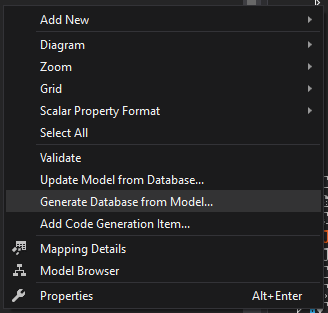 Add New
Diagram
Zoom
Grid
Scalar Property Format
Select All
Validate
Update Model from Database...
Generate Database from Model...
Add Code Generation Item...
Mapping Details
Model Browser
Properties Alt+Enter